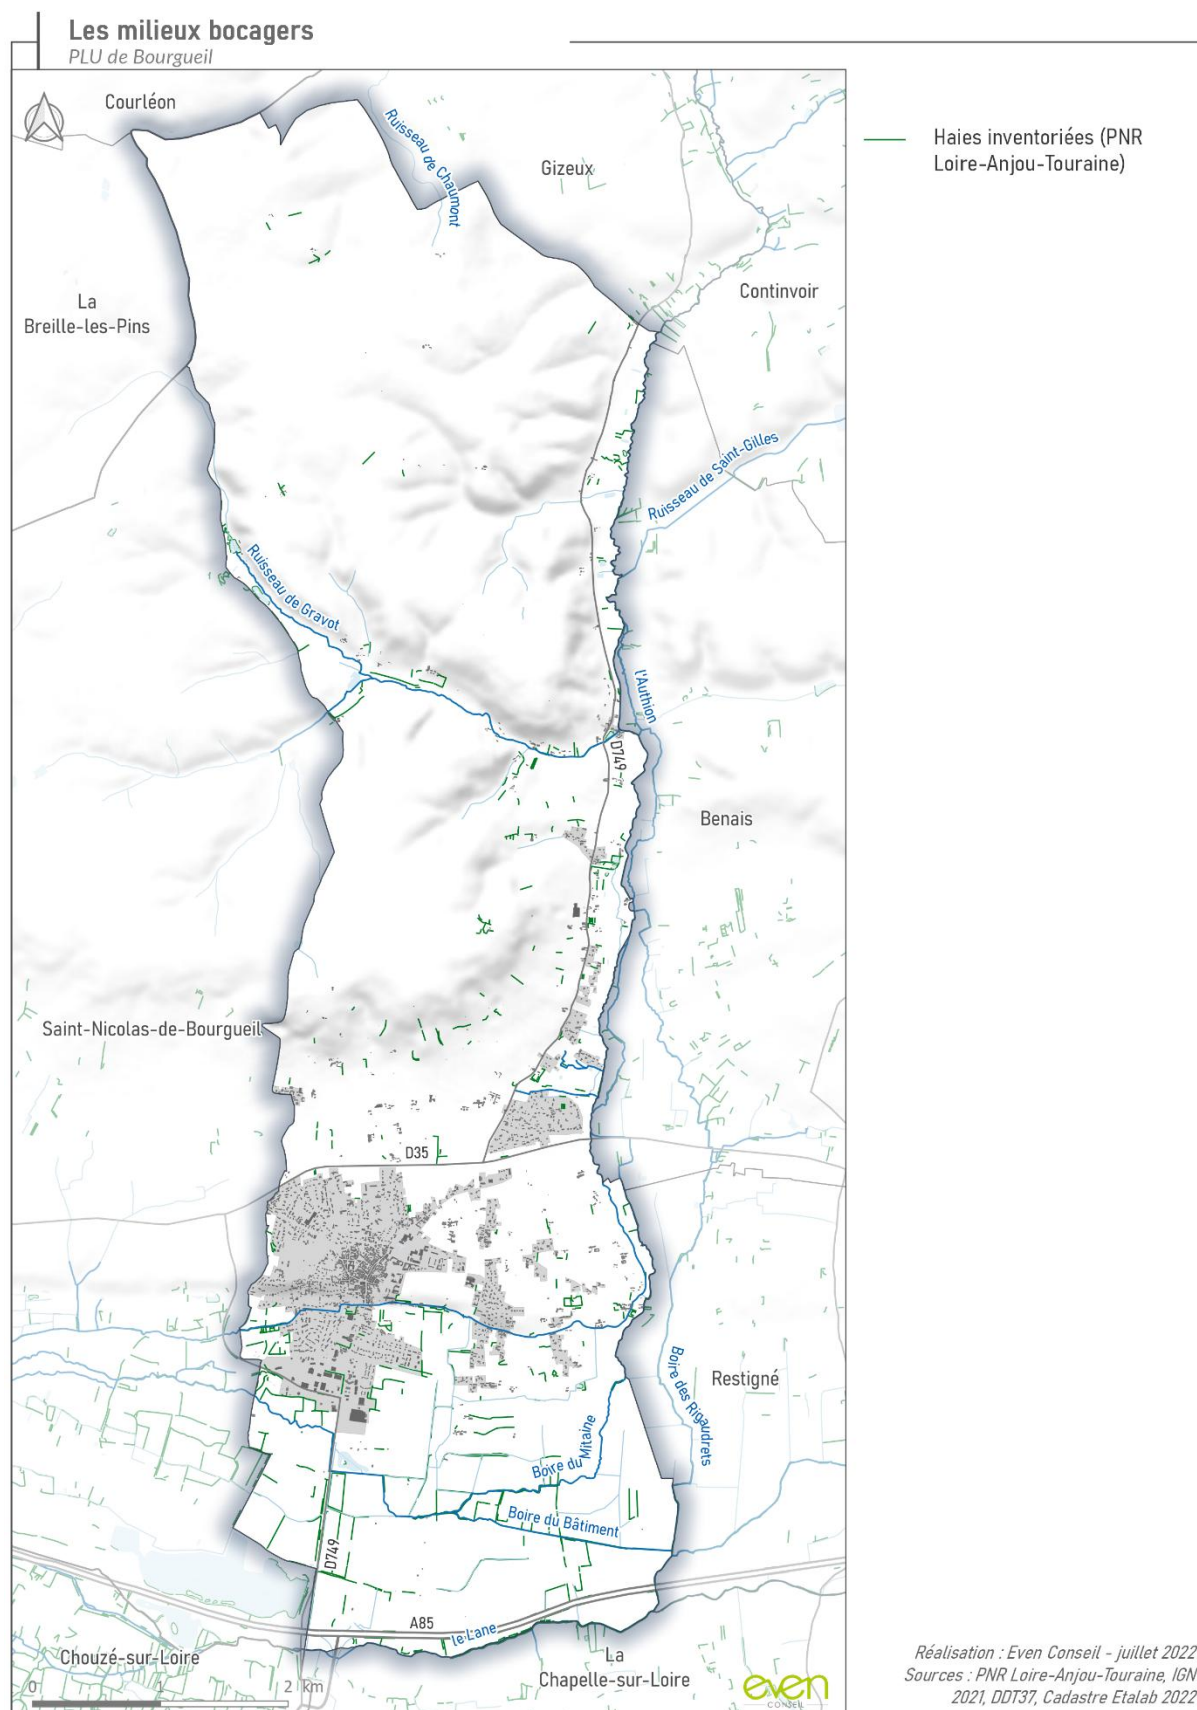 Les milieux bocagers
PLU de Bourgueil
Courléon
Ruisseau de Chaumont
Gizeux
Haies inventoriées (PNR
Loire-Anjou-Touraine)
La
Breille-les-Pins
Continvoir
Ruisseau de Saint-Gilles
Ruisseau de Gravot
l'Authion
D749
Benais
Saint-Nicolas-de-Bourgueil
D35
Boire des Rigaudrets
Restigné
Boire du Mitaine
Boire du Bâtiment
D749
A85
le Lane
Chouzé-sur-Loire
La
Chapelle-sur-Loire
0 1 2 km
even
CONSEIL
Réalisation : Even Conseil - juillet 2022
Sources : PNR Loire-Anjou-Touraine, IGN
2021, DDT37, Cadastre Etalab 2022